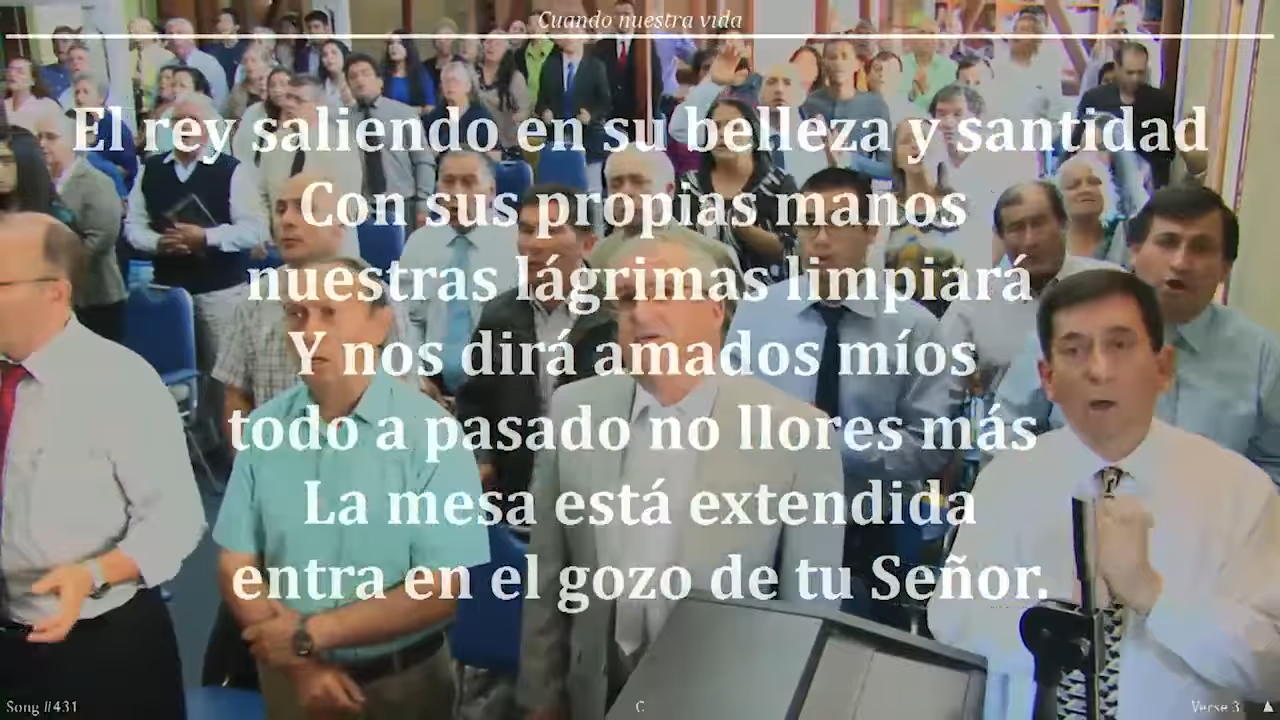 Cuando nuestra vida
El rey saliendo en su belleza y santidad
Con sus propias manos
nuestras lágrimas limpiará
Y nos dirá amados míos
todo a pasado no llores más
La mesa está extendida
entra en el gozo de tu Señor.
Song #431
C
Verse 3 ▲